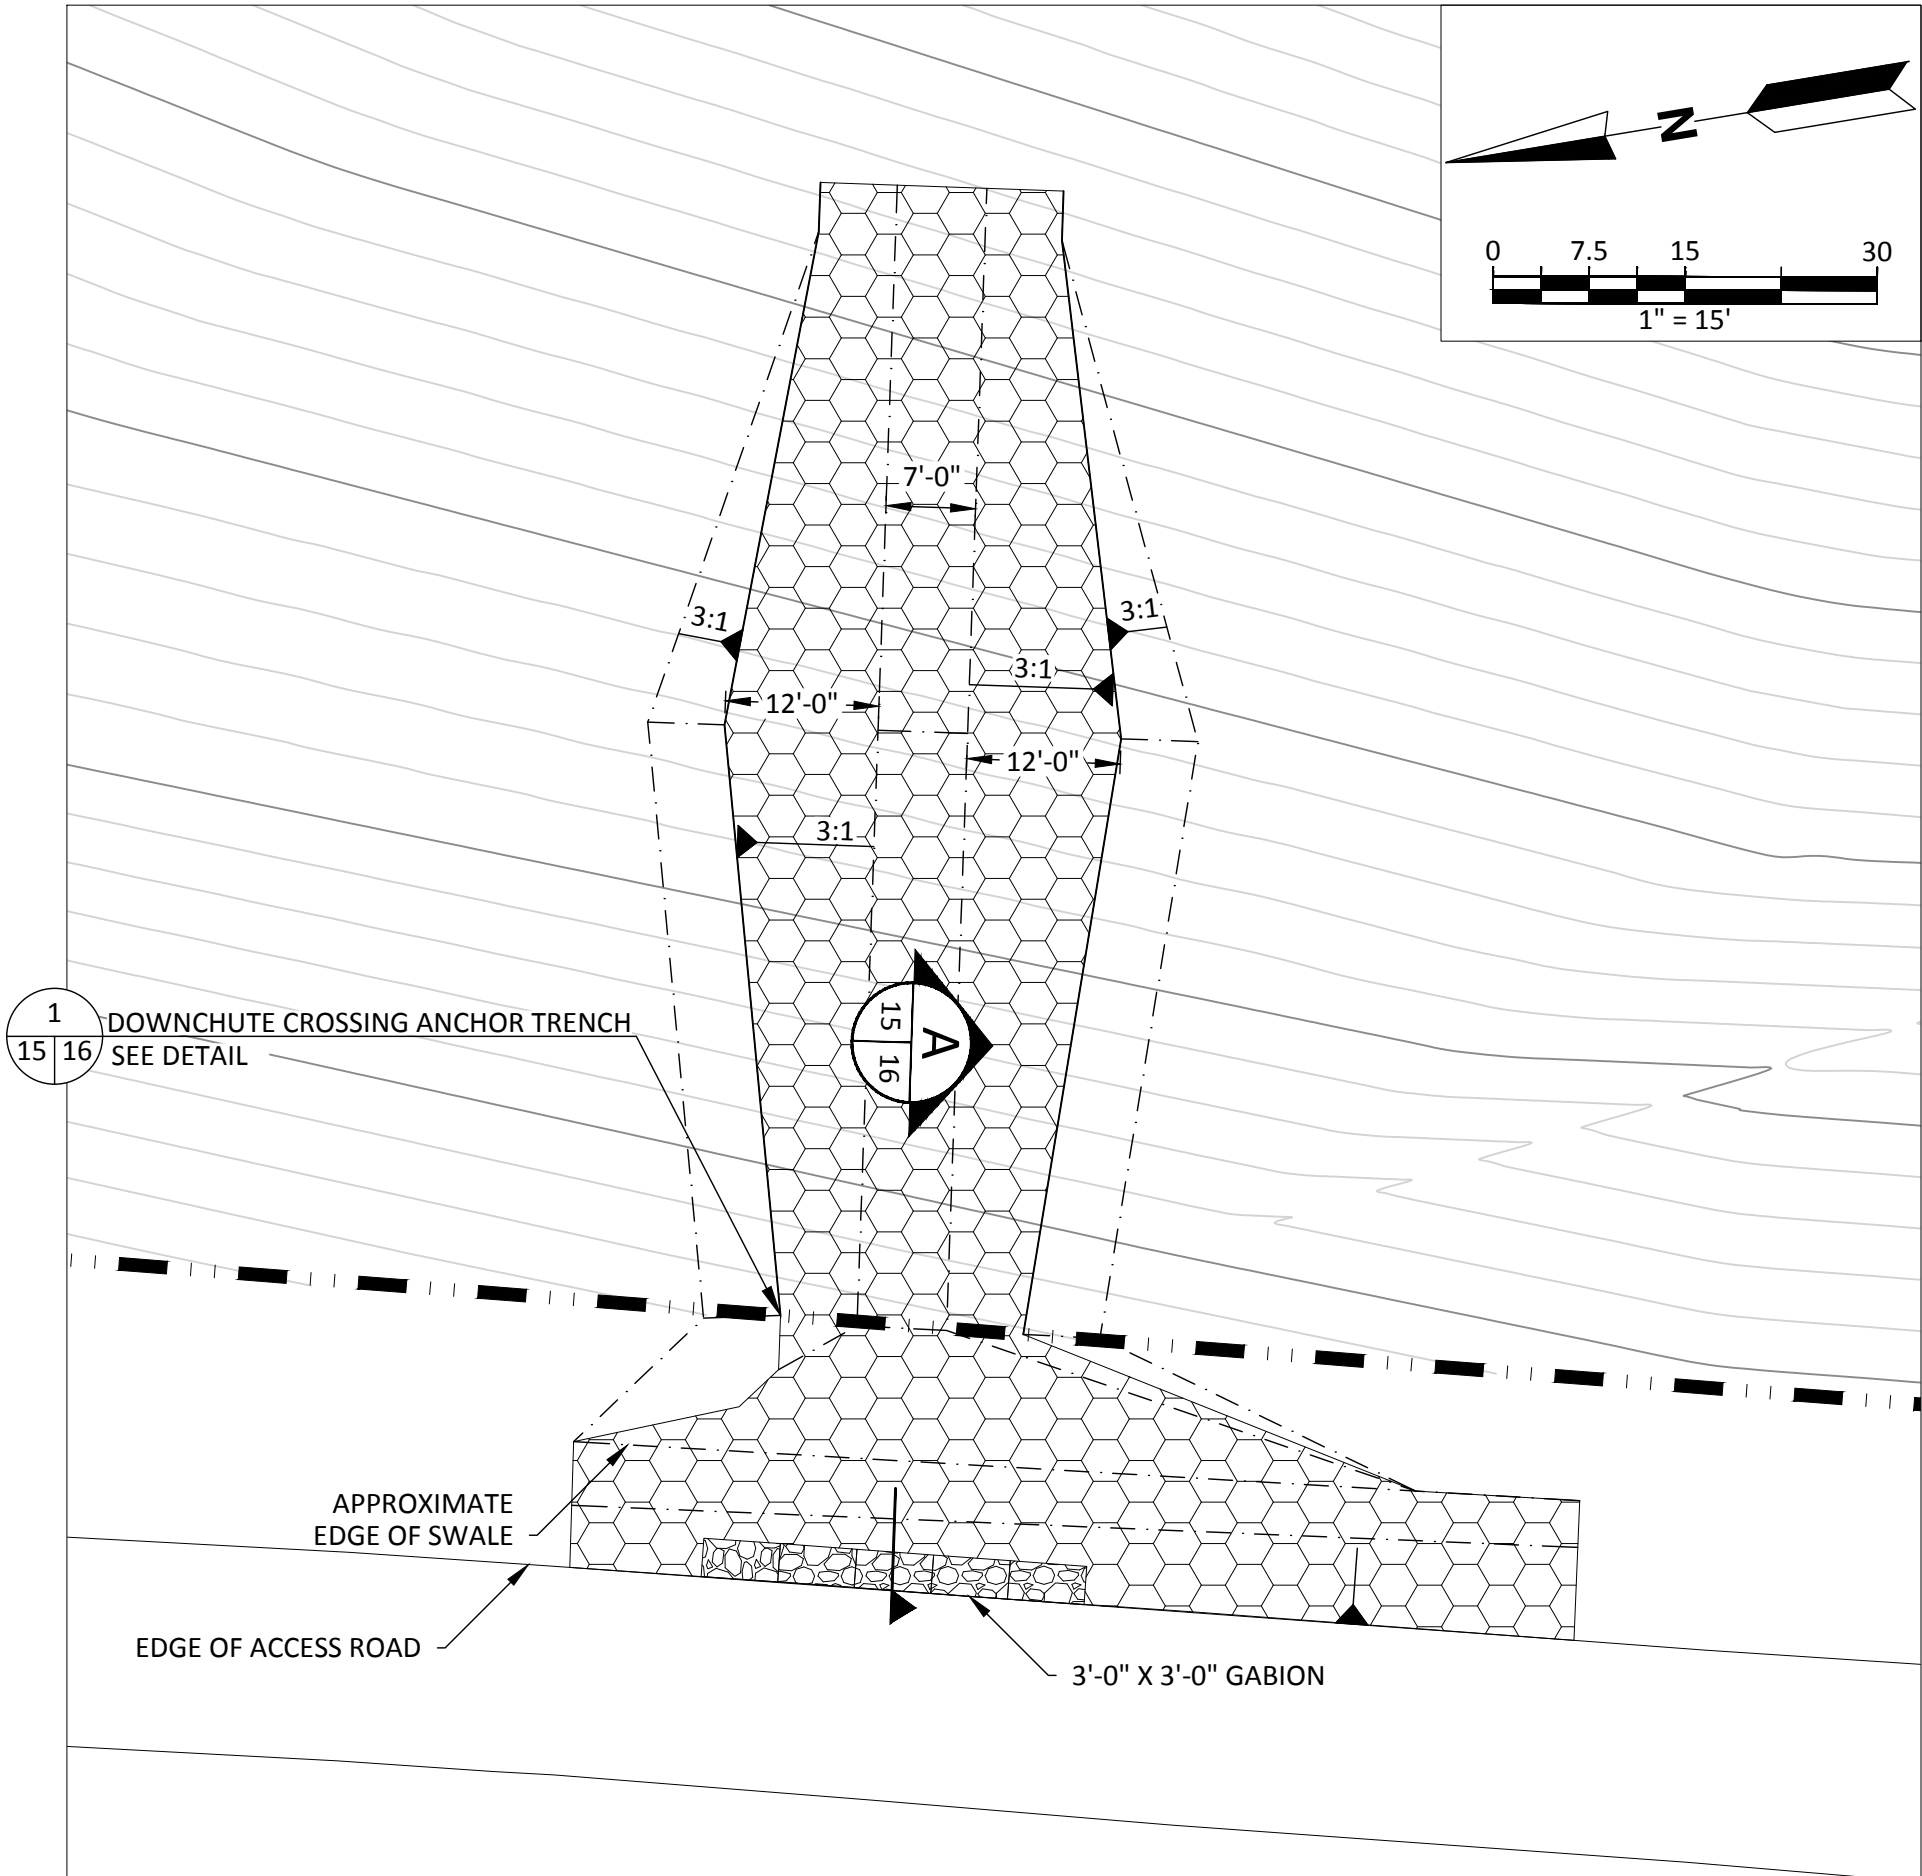 N
0 7.5 15 30
1" = 15'
7'-0"
3:1
3:1
3:1
12'-0"
12'-0"
3:1
1
15 16
DOWNCHUTE CROSSING ANCHOR TRENCH
SEE DETAIL
A
15 16
APPROXIMATE
EDGE OF SWALE
EDGE OF ACCESS ROAD
3'-0" X 3'-0" GABION